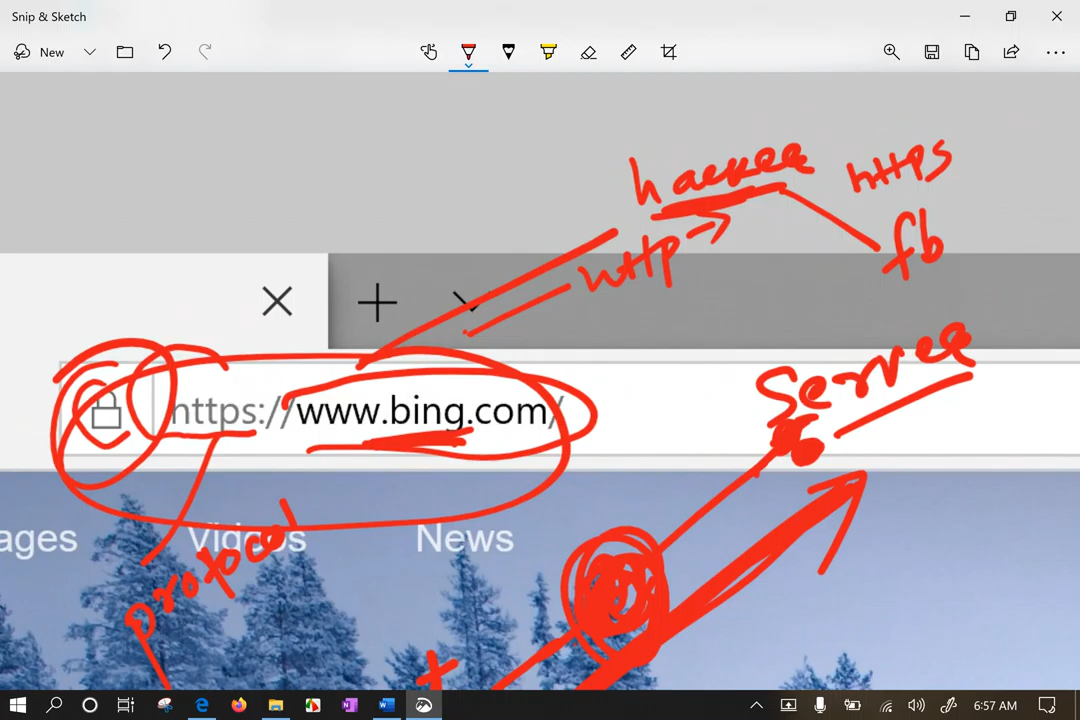 Snip & Sketch
New
hacker
https
http →
fb
Server
https://www.bing.com/
ages
Videos
News
protocol
t
6:57 AM